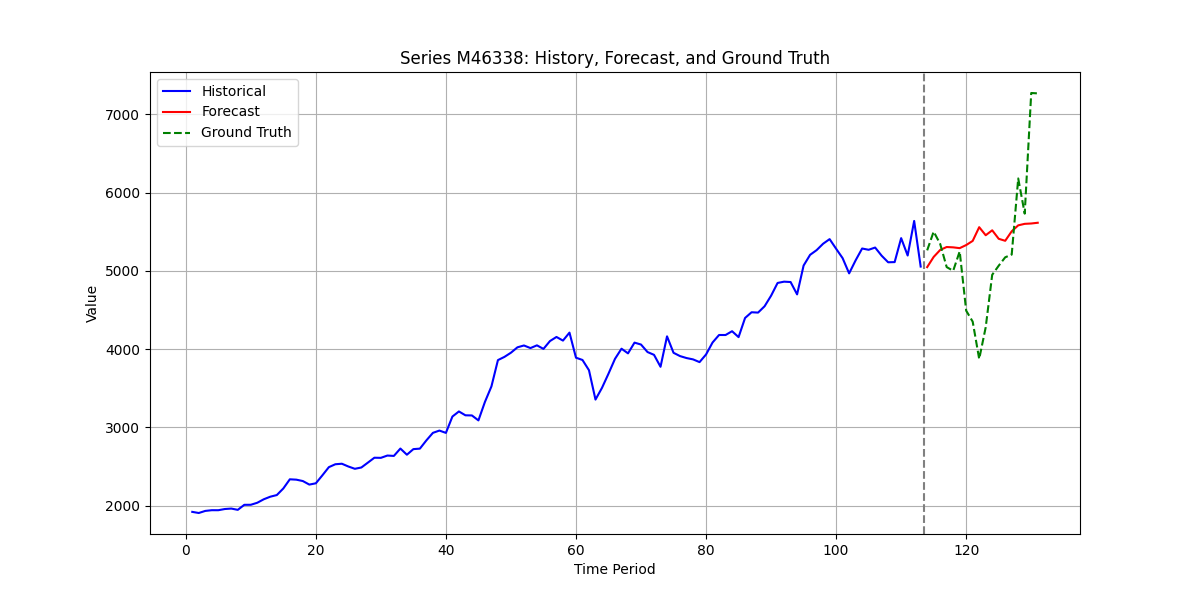 Series M46338: History, Forecast, and Ground Truth
Historical
Forecast
Ground Truth
7000
6000
5000
4000
3000
2000
Value
0 20 40 60 80 100 120
Time Period